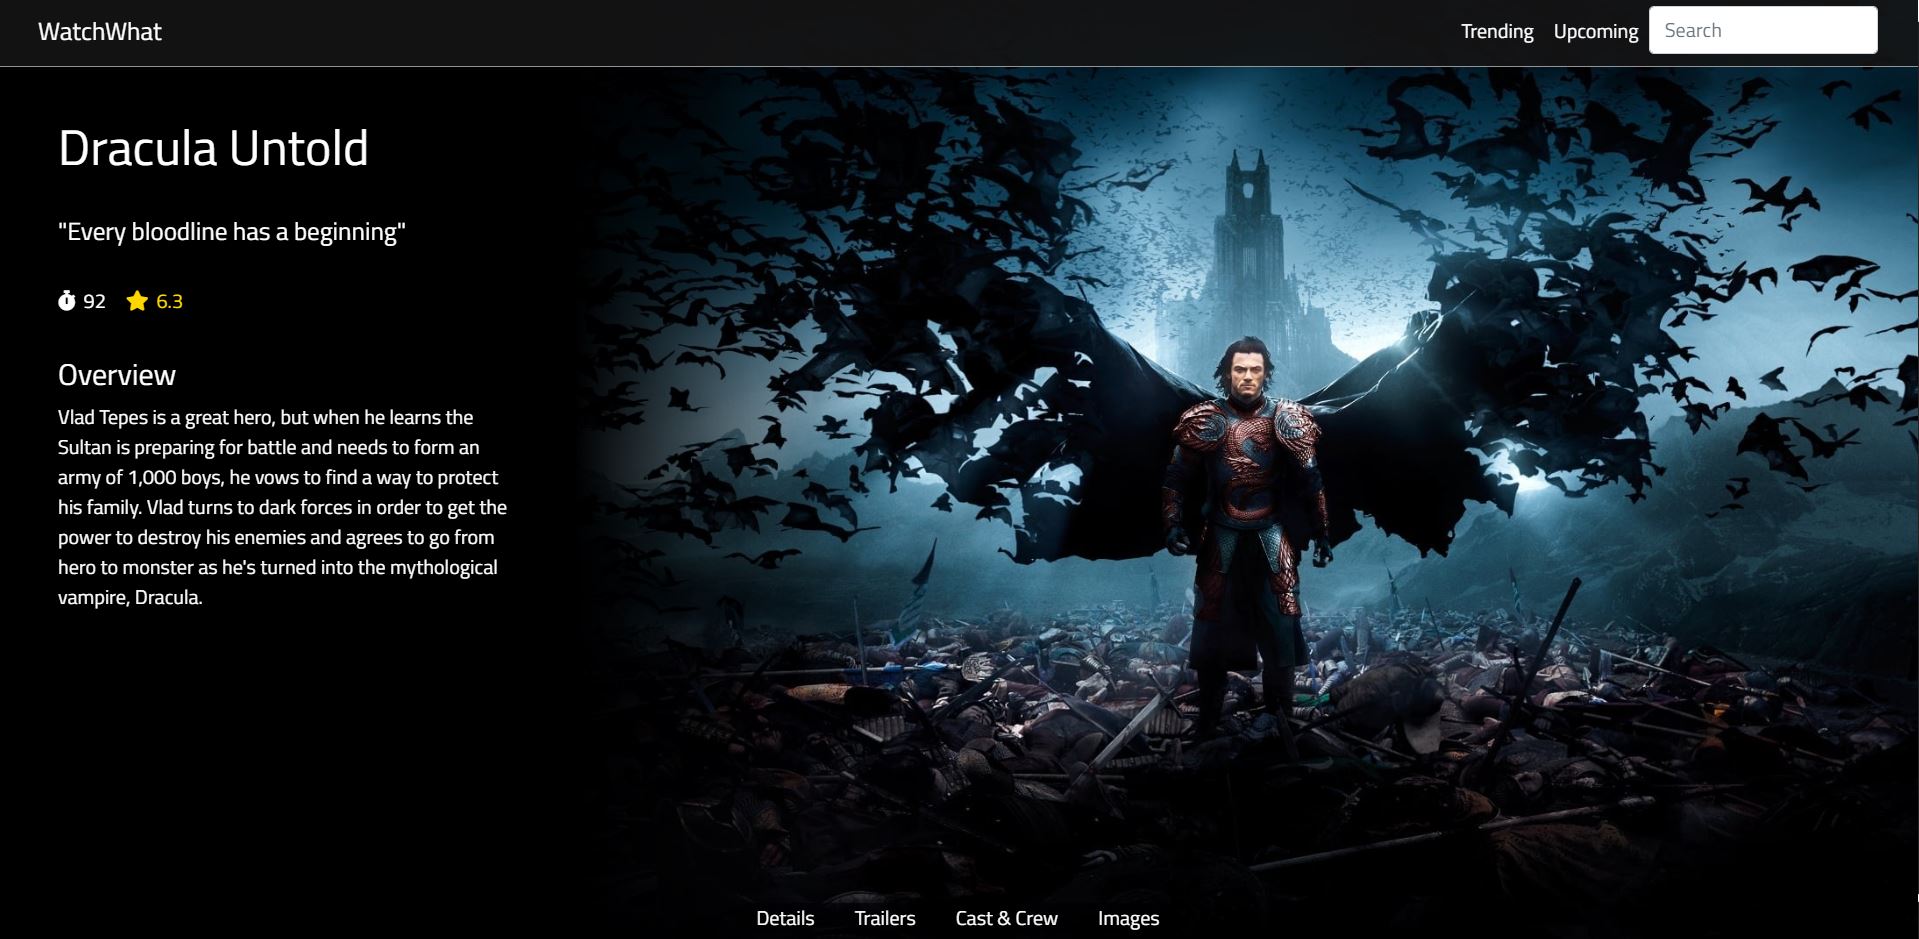 WatchWhat
Trending Upcoming Search
Dracula Untold
"Every bloodline has a beginning"
92 6.3
Overview
Vlad Tepes is a great hero, but when he learns the
Sultan is preparing for battle and needs to form an
army of 1,000 boys, he vows to find a way to protect
his family. Vlad turns to dark forces in order to get the
power to destroy his enemies and agrees to go from
hero to monster as he's turned into the mythological
vampire, Dracula.
Details Trailers Cast & Crew Images